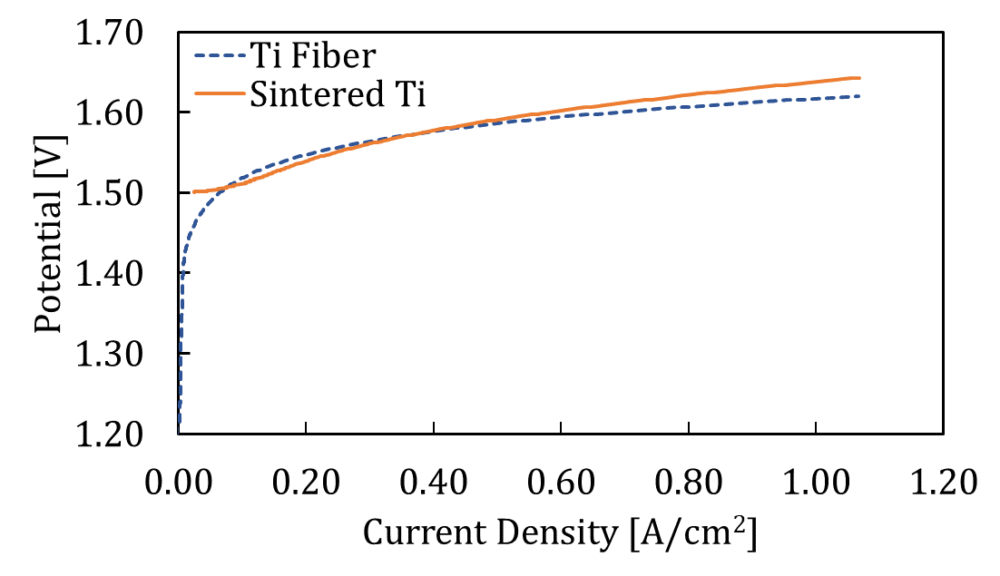 1.70
1.60
1.50
1.40
1.30
1.20
Potential [V]
Ti Fiber
Sintered Ti
0.00 0.20 0.40 0.60 0.80 1.00 1.20
Current Density [A/cm²]